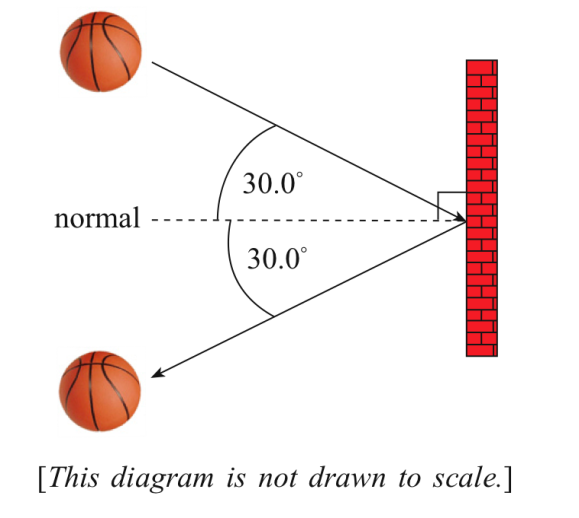 30.0°
normal
30.0°
[This diagram is not drawn to scale.]